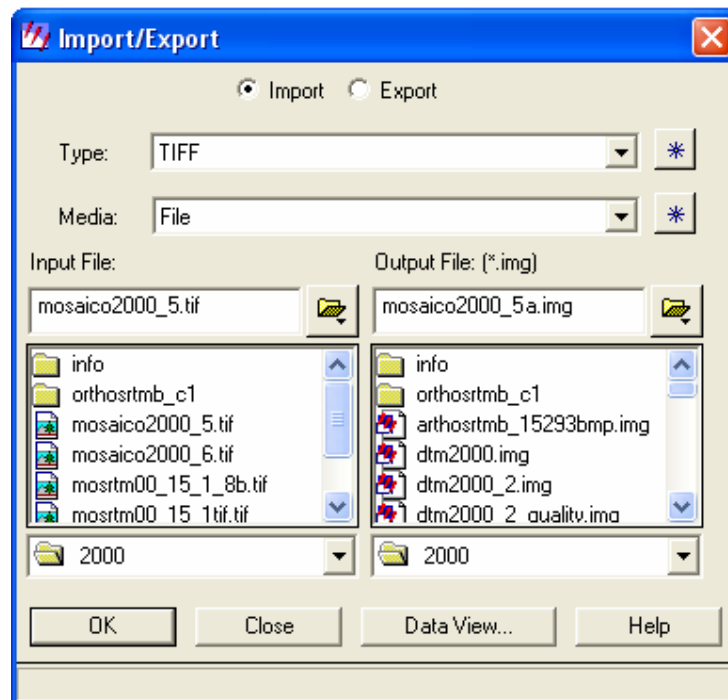 Import/Export
Import Export
Type: TIFF
Media: File
Input File:
mosaico2000_5.tif
info
orthosrtmb_c1
mosaico2000_5.tif
mosaico2000_6.tif
mosrtm00_15_1_8b.tif
mosrtm00_15_1tif.tif
2000
Output File: (*.img)
mosaico2000_5a.img
info
orthosrtmb_c1
arthosrtmb_15293bmp.img
dtm2000.img
dtm2000_2.img
dtm2000_2_quality.img
2000
OK Close Data View... Help